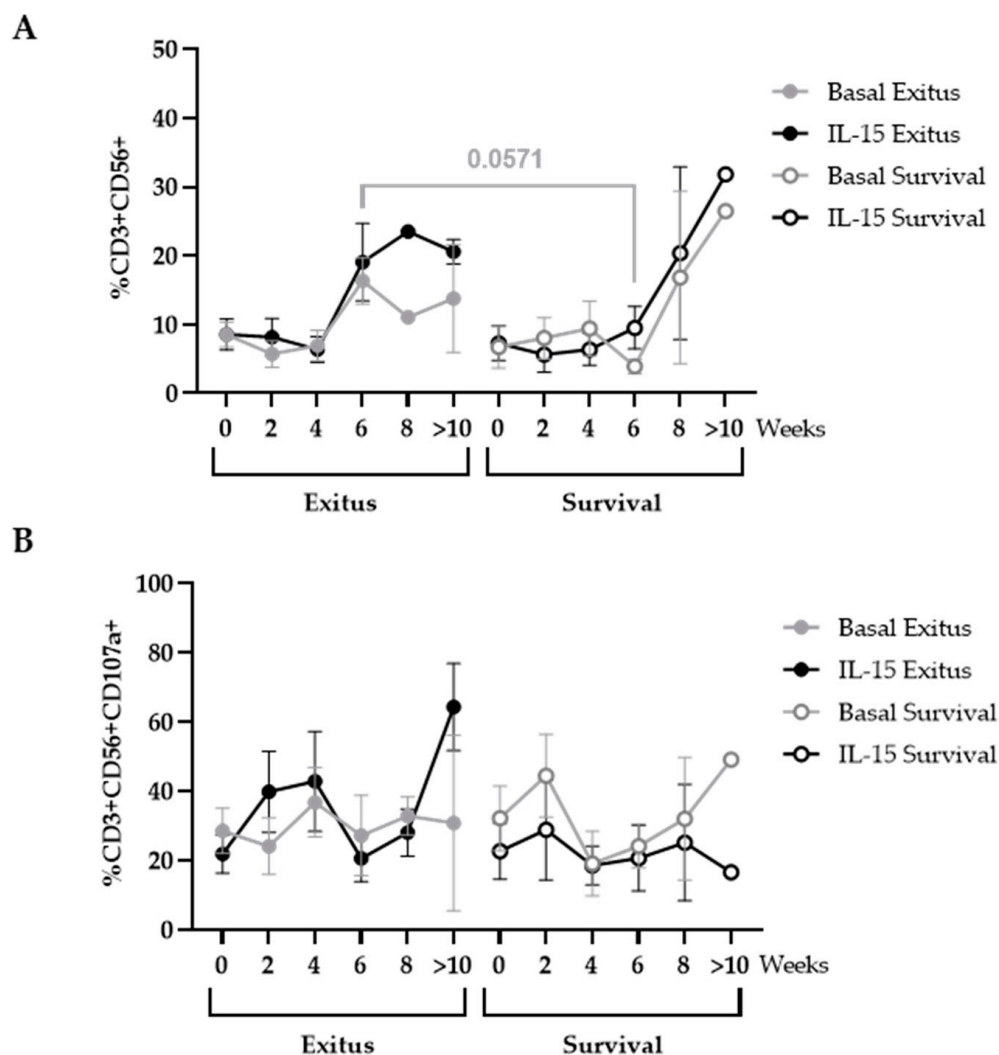 A
50
40
30
20
10
0
%CD3+CD56+
0.0571
Basal Exitus
IL-15 Exitus
Basal Survival
IL-15 Survival
0 2 4 6 8 >10 0 2 4 6 8 >10 Weeks
Exitus Survival
B
100
80
60
40
20
0
%CD3+CD56+CD107a+
Basal Exitus
IL-15 Exitus
Basal Survival
IL-15 Survival
0 2 4 6 8 >10 0 2 4 6 8 >10 Weeks
Exitus Survival